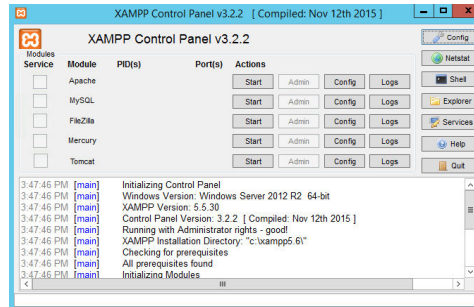 XAMPP Control Panel v3.2.2 [ Compiled: Nov 12th 2015 ]
XAMPP Control Panel v3.2.2
Config
Modules
Service Module PID(s) Port(s) Actions
Netstat
Apache Start Admin Config Logs
Shell
MySQL Start Admin Config Logs
Explorer
FileZilla Start Admin Config Logs
Services
Mercury Start Admin Config Logs
Help
Tomcat Start Admin Config Logs
Quit
3:47:46 PM [main] Initializing Control Panel
3:47:46 PM [main] Windows Version: Windows Server 2012 R2 64-bit
3:47:46 PM [main] XAMPP Version: 5.5.30
3:47:46 PM [main] Control Panel Version: 3.2.2 [ Compiled: Nov 12th 2015 ]
3:47:46 PM [main] Running with Administrator rights - good!
3:47:46 PM [main] XAMPP Installation Directory: "c:\xampp5.6\"
3:47:46 PM [main] Checking for prerequisites
3:47:46 PM [main] All prerequisites found
3:47:46 PM [main] Initializing Modules